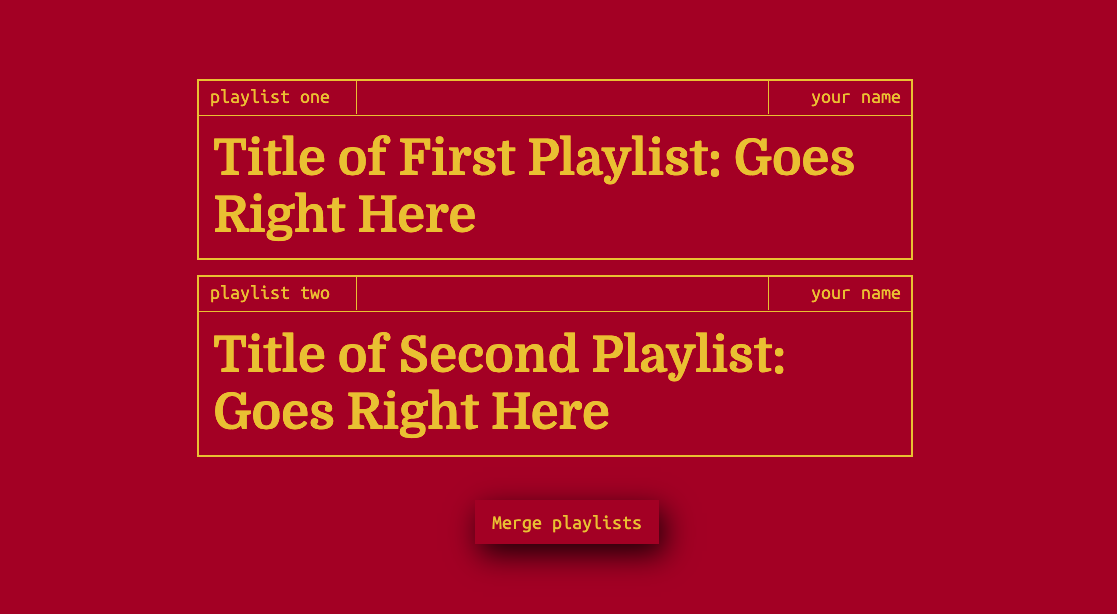 playlist one
your name
Title of First Playlist: Goes
Right Here
playlist two
your name
Title of Second Playlist:
Goes Right Here
Merge playlists